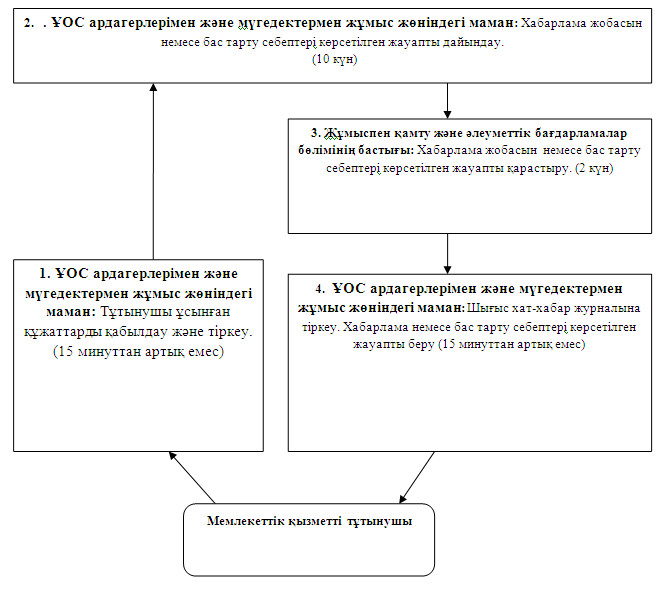 2. . ҰОС ардагерлерімен және мүгедектермен жұмыс жөніндегі маман: Хабарлама жобасын
немесе бас тарту себептері көрсетілген жауапты дайындау.
(10 күн)
3. Жұмыспен қамту және әлеуметтік бағдарламалар
бөлімінің бастығы: Хабарлама жобасын немесе бас тарту
себептері көрсетілген жауапты қарастыру. (2 күн)
1. ҰОС ардагерлерімен және
мүгедектермен жұмыс жөніндегі
маман: Тұтынушы ұсынған
құжаттарды қабылдау және тіркеу.
(15 минуттан артық емес)
4. ҰОС ардагерлерімен және мүгедектермен
жұмыс жөніндегі маман: Шығыс хат-хабар журналына
тіркеу. Хабарлама немесе бас тарту себептері көрсетілген
жауапты беру (15 минуттан артық емес)
Мемлекеттік қызметті тұтынушы